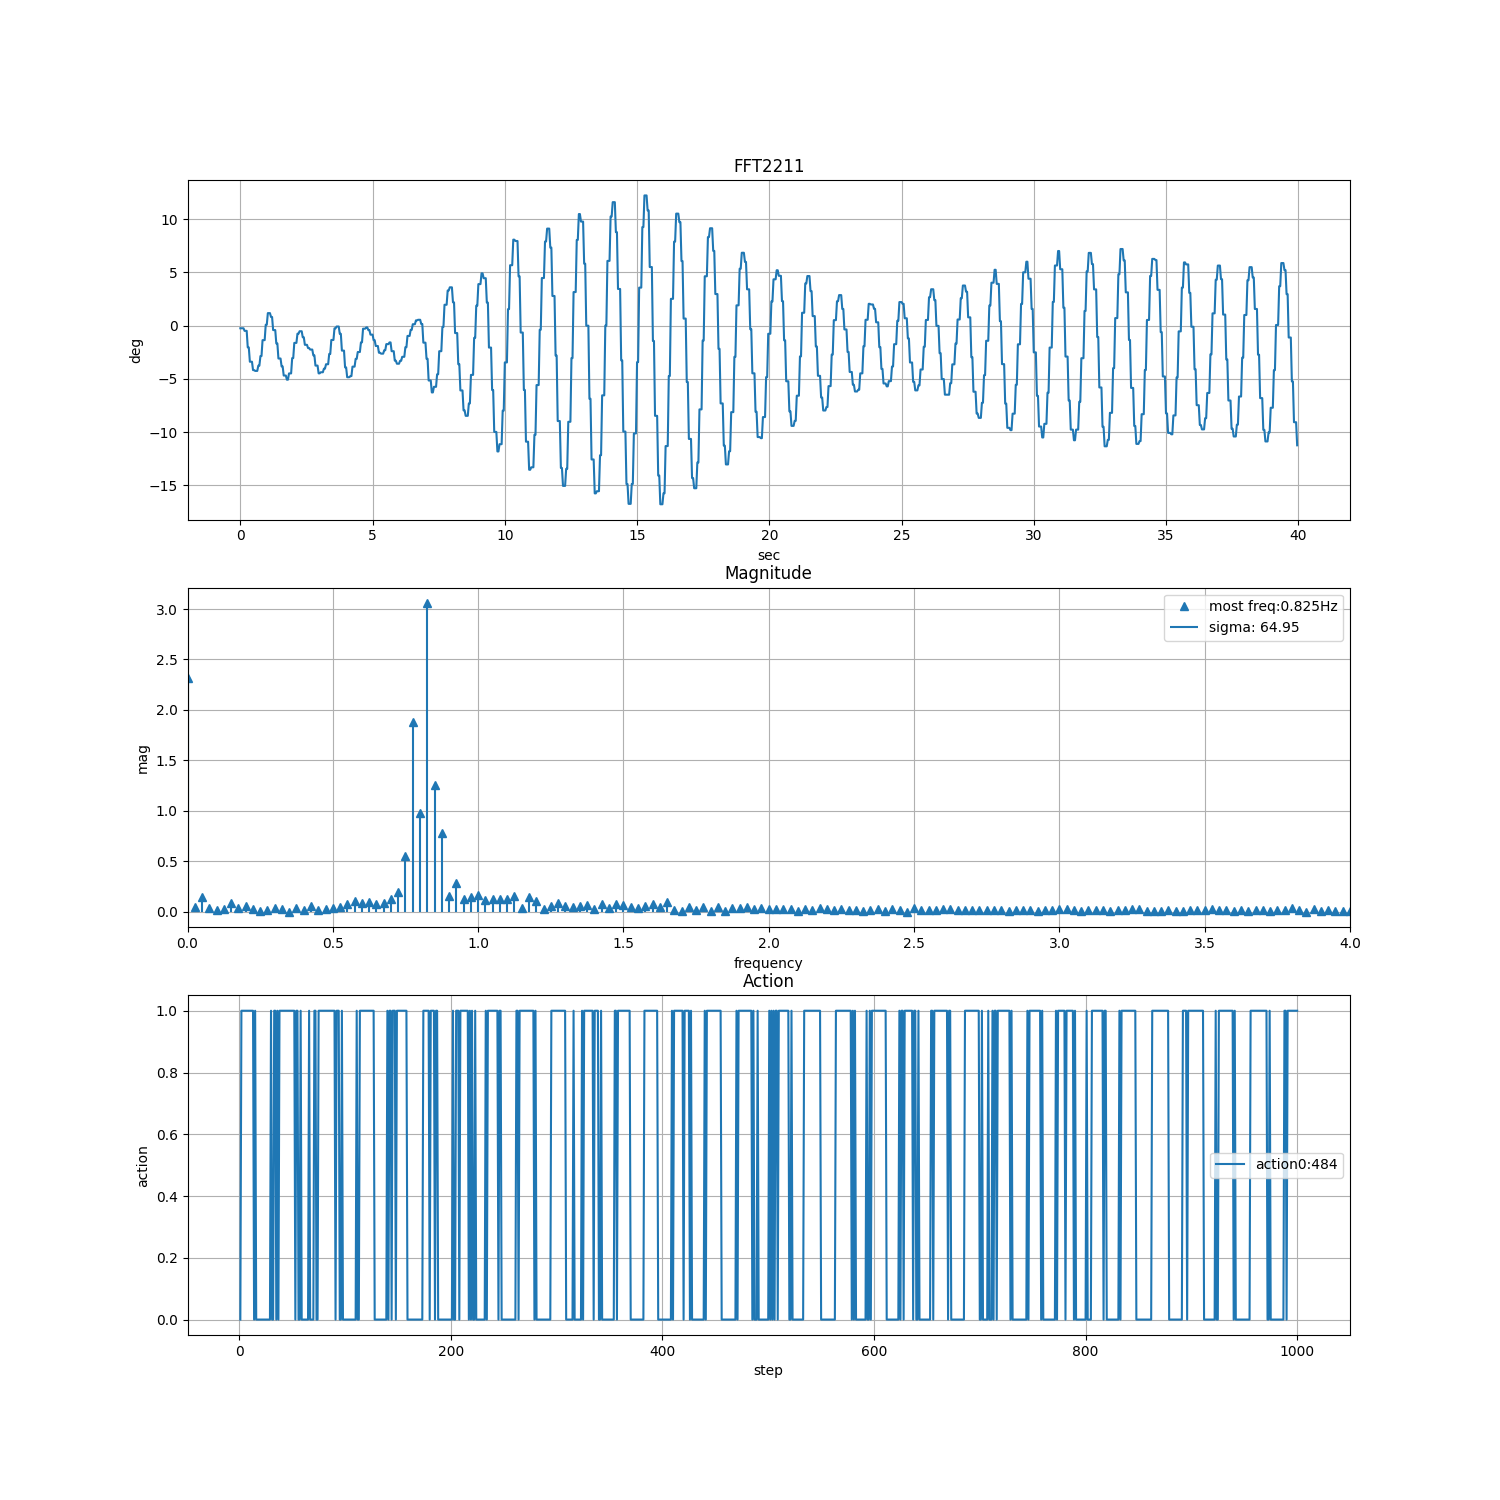 FFT2211
10
5
0
−5
−10
−15
deg
0 5 10 15 20 25 30 35 40
sec
Magnitude
most freq:0.825Hz
sigma: 64.95
3.0
2.5
2.0
1.5
1.0
0.5
0.0
mag
0.0 0.5 1.0 1.5 2.0 2.5 3.0 3.5 4.0
frequency
Action
1.0
0.8
0.6
0.4
0.2
0.0
action
action0:484
0 200 400 600 800 1000
step